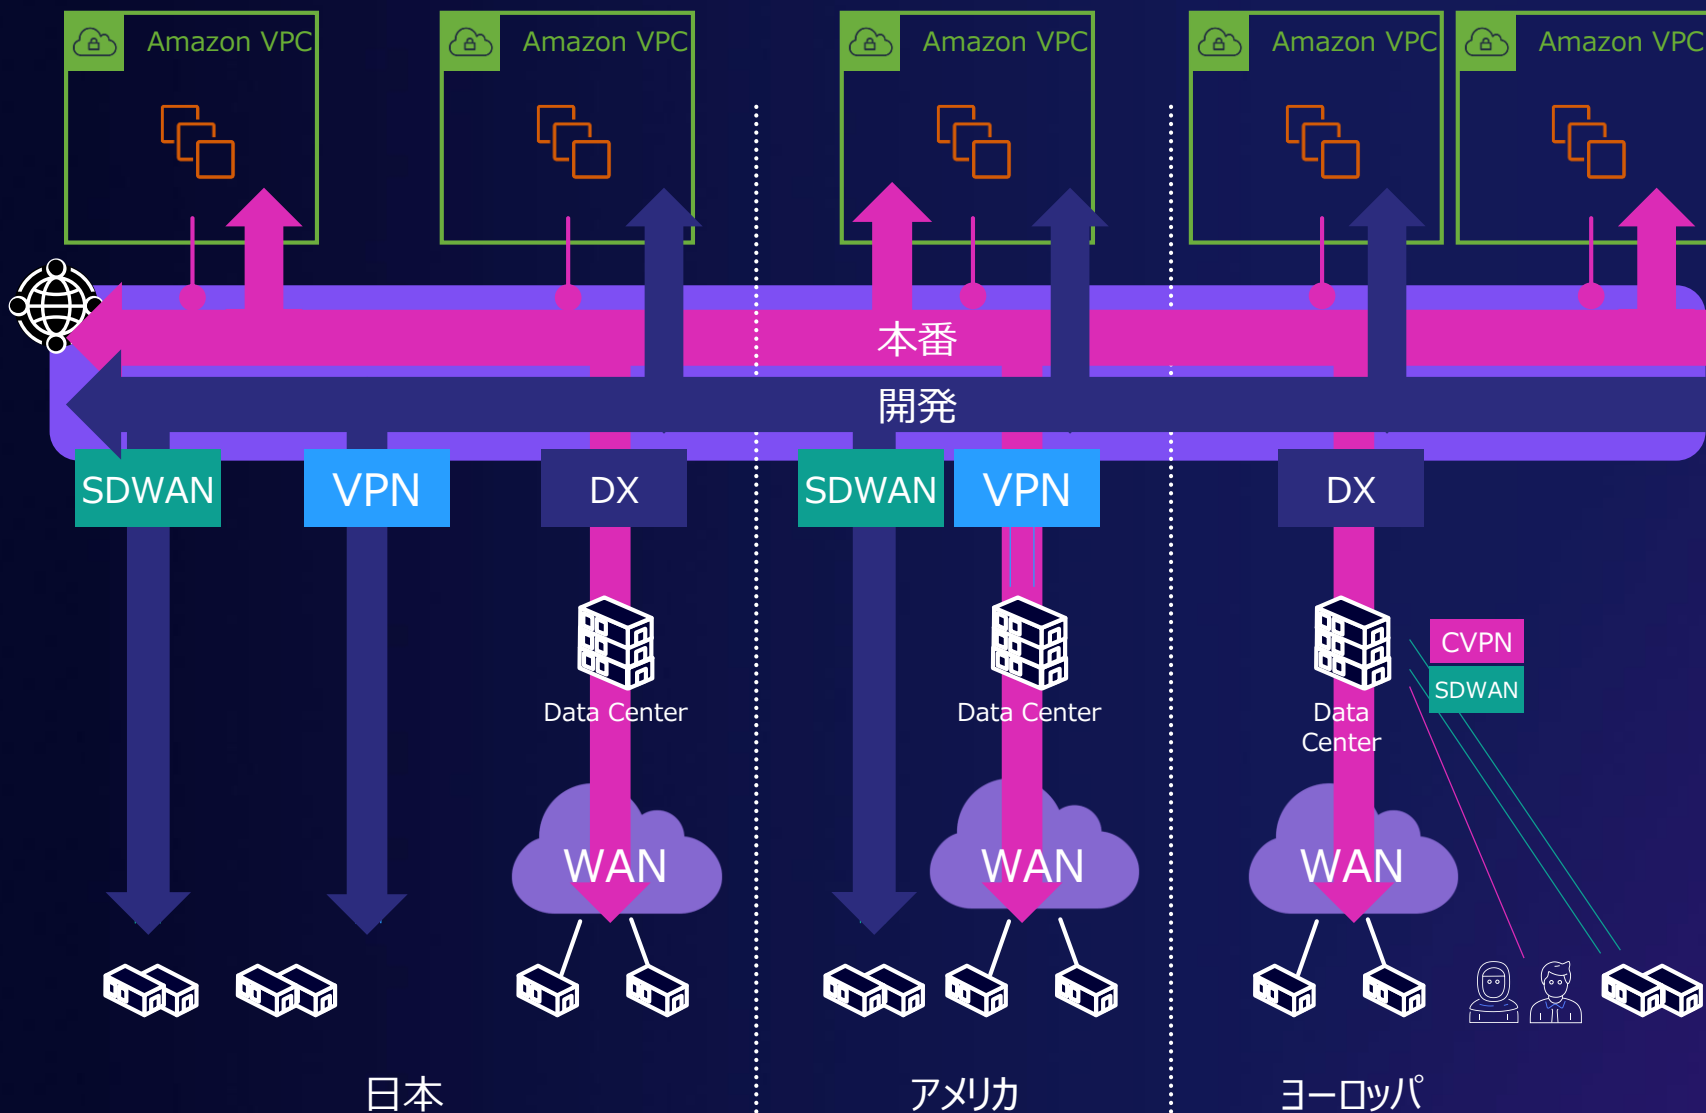 Amazon VPC
Amazon VPC
Amazon VPC
Amazon VPC
Amazon VPC
本番
開発
SDWAN
VPN
DX
SDWAN
VPN
DX
CVPN
SDWAN
Data Center
Data Center
Data
Center
WAN
WAN
WAN
日本
アメリカ
ヨーロッパ